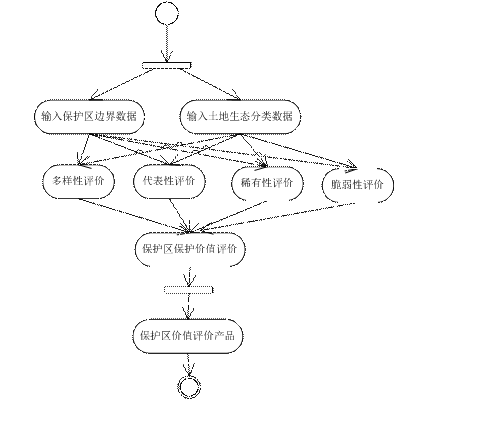 输入保护区边界数据
输入土地生态分类数据
多样性评价
代表性评价
稀有性评价
脆弱性评价
保护区保护价值评价
保护区价值评价产品